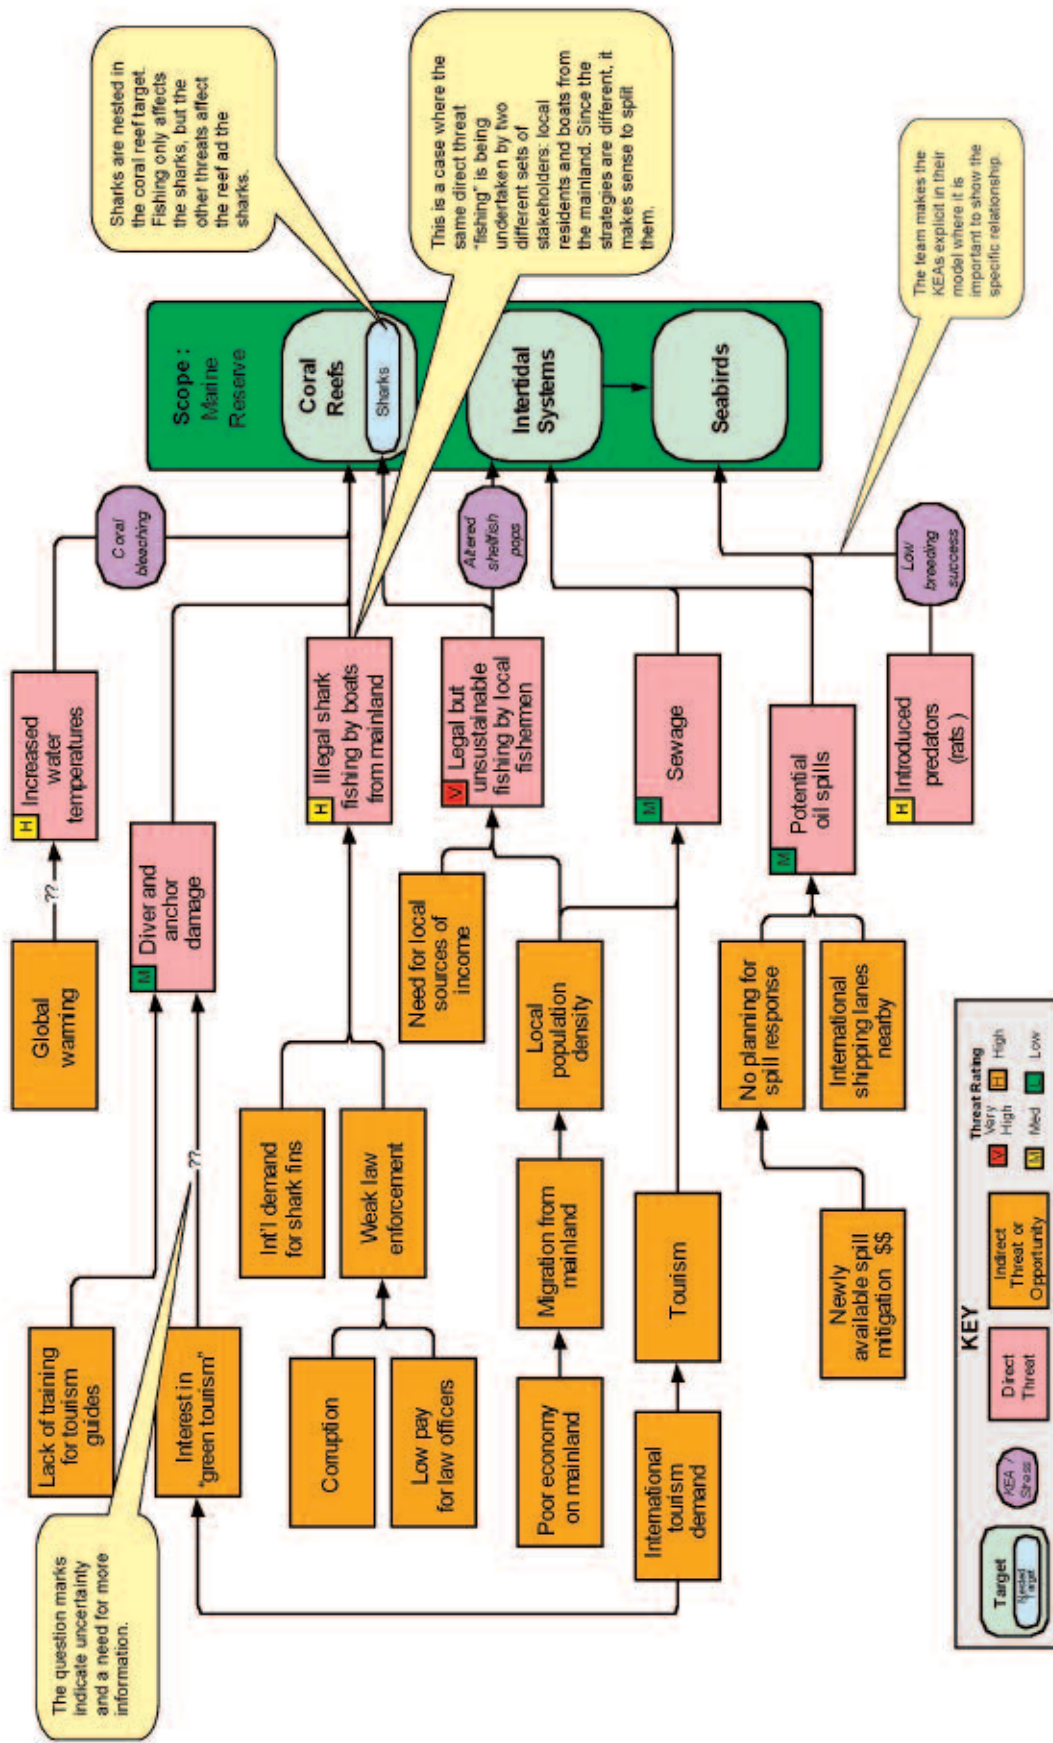 The question marks
indicate uncertainty
and a need for more
information.
Lack of training
for tourism
guides
Interest in
"green tourism"
??
Global
warming
??
H
Increased
water
temperatures
M
Diver and
anchor
damage
Coral
bleaching
Corruption
Low pay
for law officers
Int'l demand
for shark fins
Weak law
enforcement
H
Illegal shark
fishing by boats
from mainland
Need for local
sources of
income
V
Legal but
unsustainable
fishing by local
fishermen
Altered
shellfish
pops
Poor economy
on mainland
Migration from
mainland
Local
population
density
International
tourism
demand
Tourism
M
Sewage
Newly
available spill
mitigation $$
No planning for
spill response
International
shipping lanes
nearby
M
Potential
oil spills
H
Introduced
predators
(rats )
Low
breeding
success
Scope :
Marine
Reserve
Coral
Reefs
Sharks
Intertidal
Systems
Seabirds
Sharks are nested in
the coral reef target.
Fishing only affects
the sharks, but the
other threats affect
the reef ad the
sharks.
This is a case where the
same direct threat
"fishing" is being
undertaken by two
different sets of
stakeholders: local
residents and boats from
the mainland. Since the
strategies are different, it
makes sense to split
them.
The team makes the
KEAs explicit in their
model where it is
important to show the
specific relationship.
KEY
Target
Nested
Target
KEA /
Stress
Direct
Threat
Indirect
Threat or
Opportunity
Threat Rating
V
Very
High
H
High
M
Med
L
Low